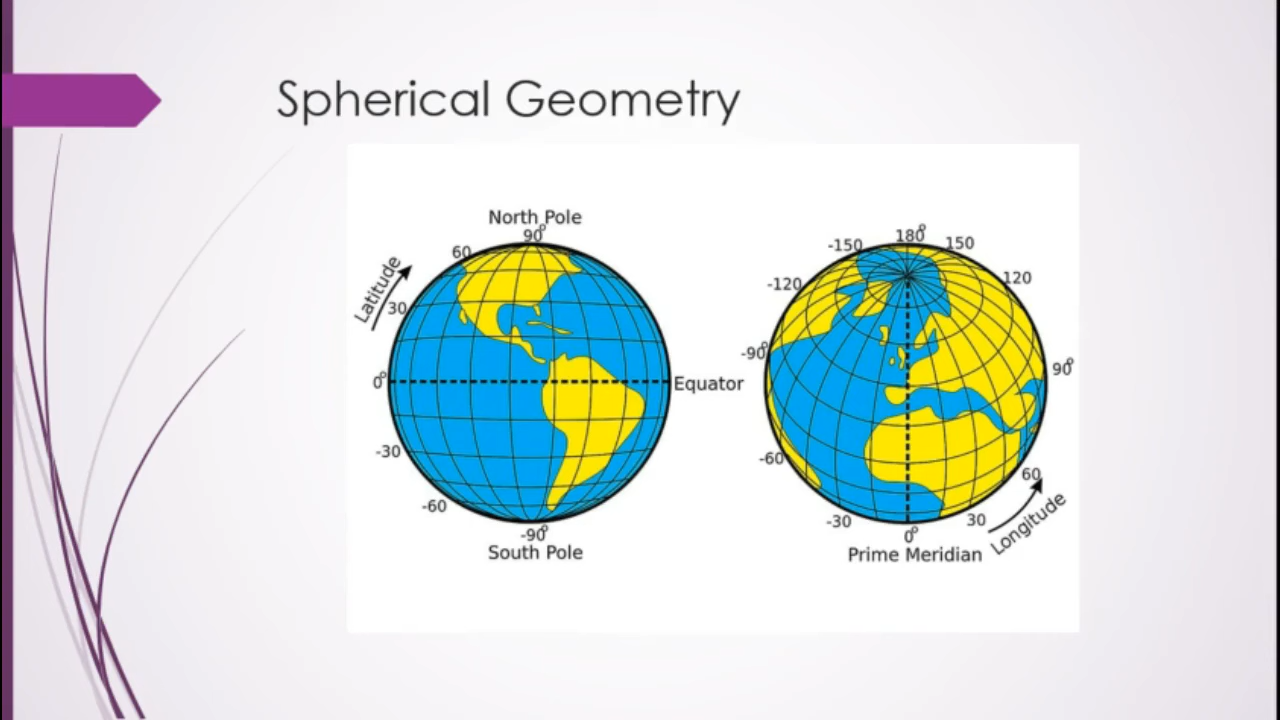 Spherical Geometry
North Pole
90°
60
Latitude
30
0°
Equator
-30
-60
-90°
South Pole
180°
-150
150
-120
120
-90°
90°
-60
60
-30
30
Longitude
0°
Prime Meridian